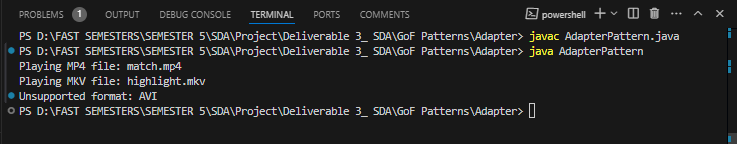 PROBLEMS 1 OUTPUT DEBUG CONSOLE TERMINAL PORTS COMMENTS powershell
PS D:\FAST SEMESTERS\SEMESTER 5\SDA\Project\Deliverable 3_ SDA\GoF Patterns\Adapter> javac AdapterPattern.java
PS D:\FAST SEMESTERS\SEMESTER 5\SDA\Project\Deliverable 3_ SDA\GoF Patterns\Adapter> java AdapterPattern
Playing MP4 file: match.mp4
Playing MKV file: highlight.mkv
Unsupported format: AVI
PS D:\FAST SEMESTERS\SEMESTER 5\SDA\Project\Deliverable 3_ SDA\GoF Patterns\Adapter>